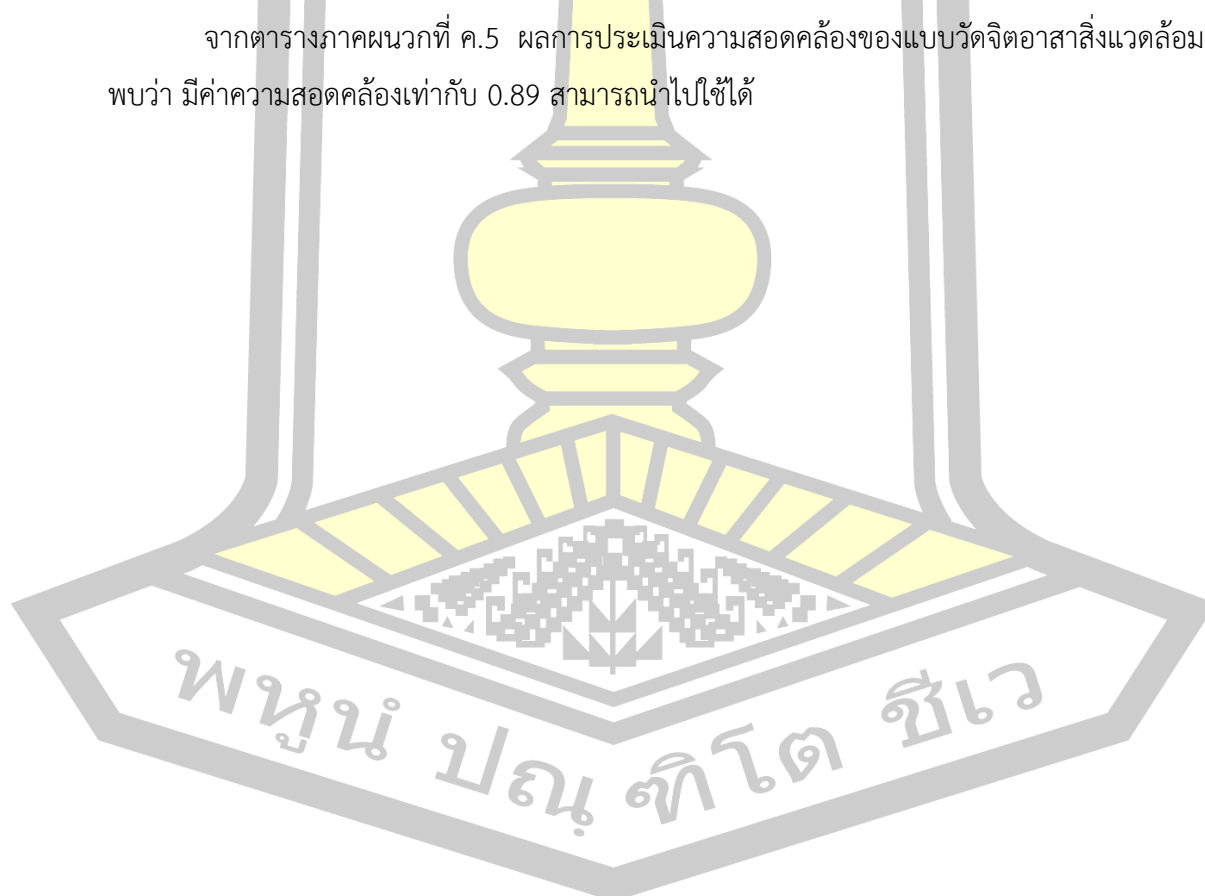 จากตารางภาคผนวกที่ ค.5 ผลการประเมินความสอดคล้องของแบบวัดจิตอาสาสิ่งแวดล้อม
พบว่า มีค่าความสอดคล้องเท่ากับ 0.89 สามารถนำไปใช้ได้
พหูนํ ปณฺ ฑิโต ชีเว